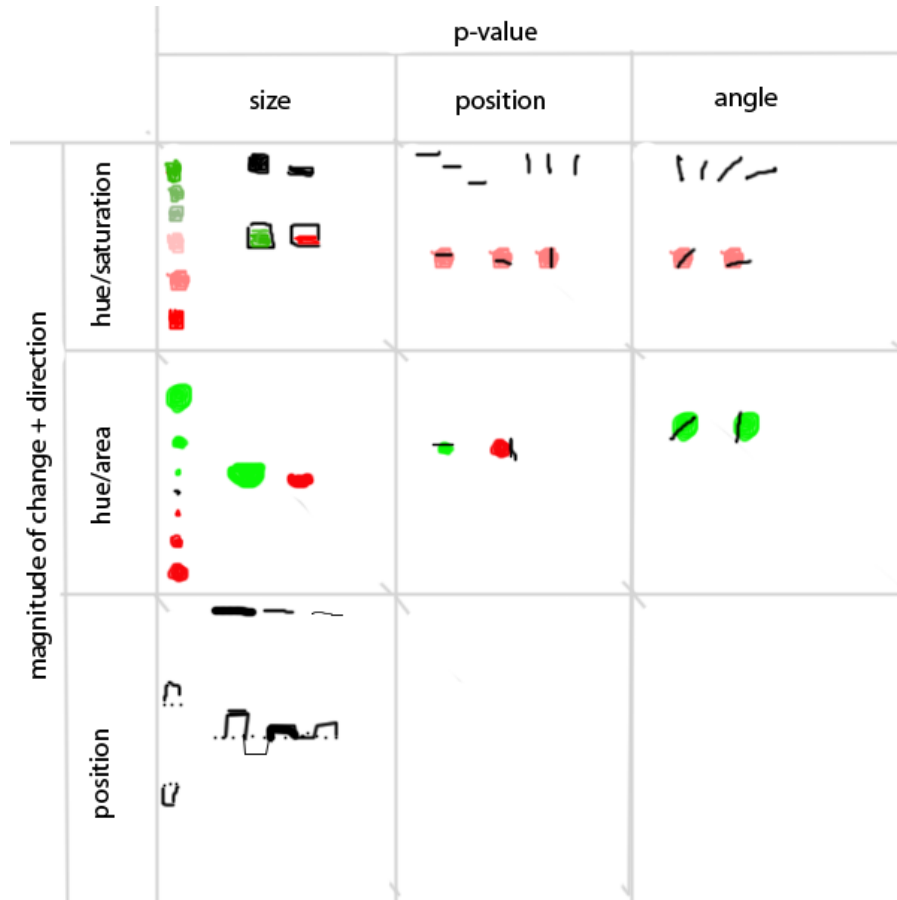 p-value
size
position
angle
magnitude of change + direction
hue/saturation
hue/area
position